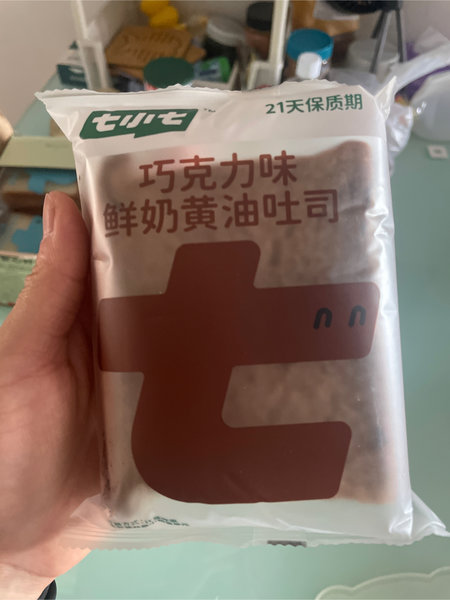 七小七
21天保质期
巧克力味
鲜奶黄油吐司
七